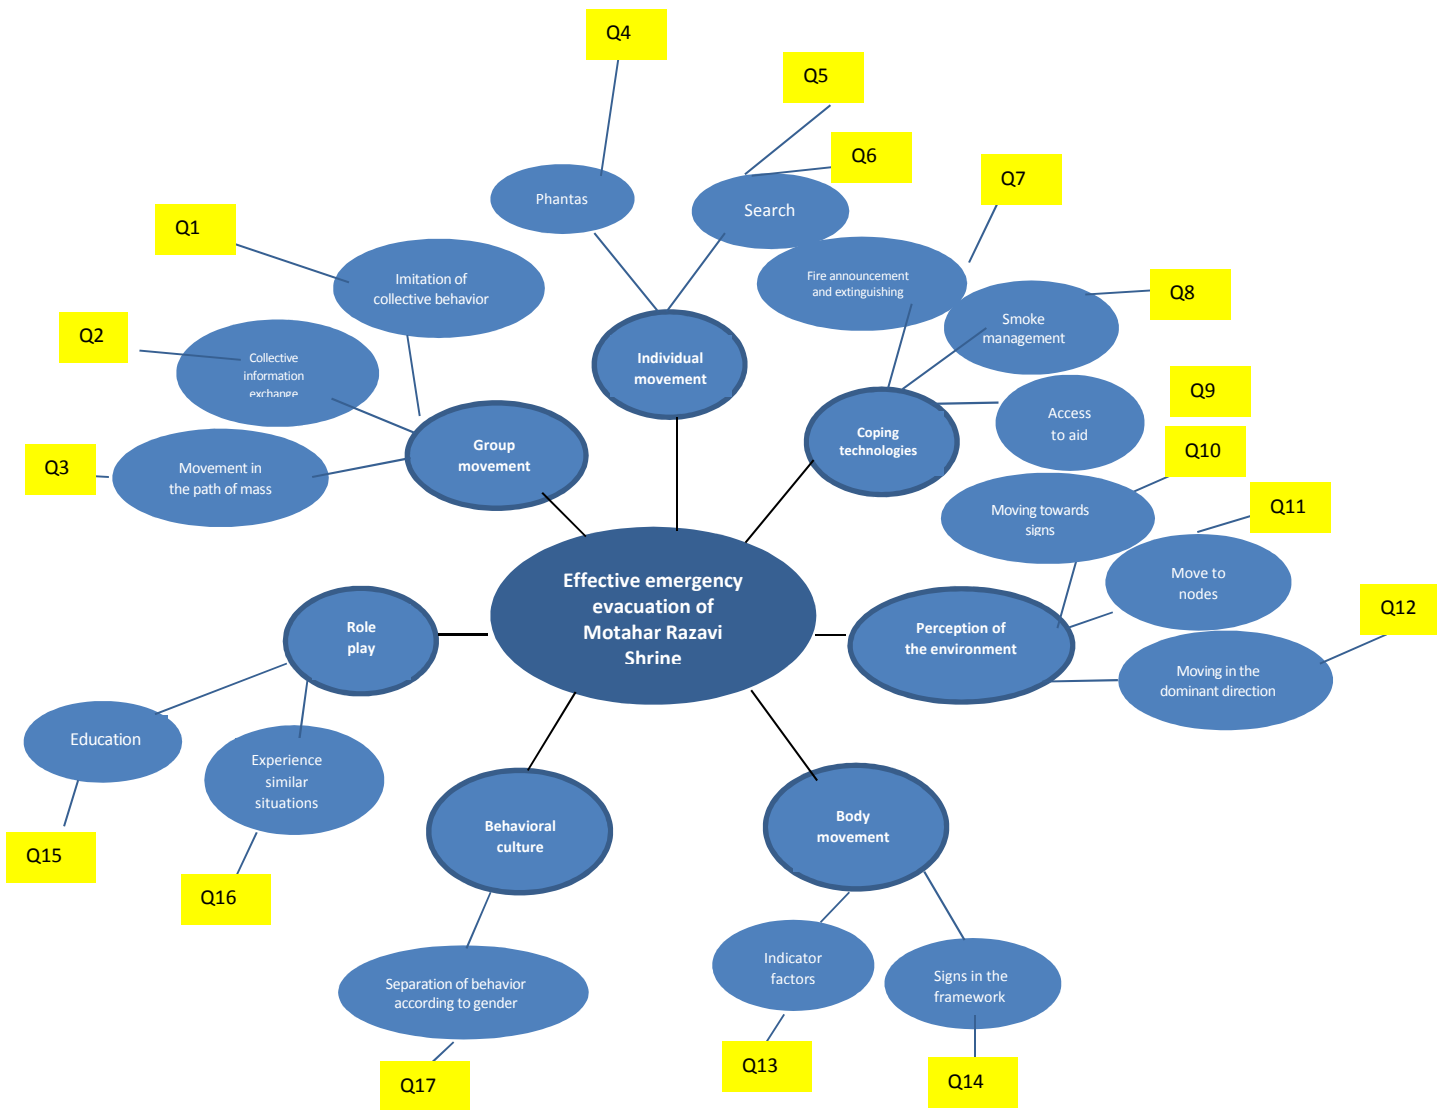 Q4
Q5
Q6
Q7
Phantas
Search
Q1
Imitation of
collective behavior
Fire announcement
and extinguishing
Q8
Smoke
management
Q2
Collective
information
exchange
Individual
movement
Q9
Access
to aid
Coping
technologies
Group
movement
Q10
Q3
Movement in
the path of mass
Moving towards
signs
Q11
Move to
nodes
Effective emergency
evacuation of
Motahar Razavi
Shrine
Q12
Role
play
Perception of
the environment
Moving in the
dominant direction
Education
Experience
similar
situations
Behavioral
culture
Body
movement
Q15
Q16
Indicator
factors
Signs in the
framework
Separation of behavior
according to gender
Q13
Q14
Q17